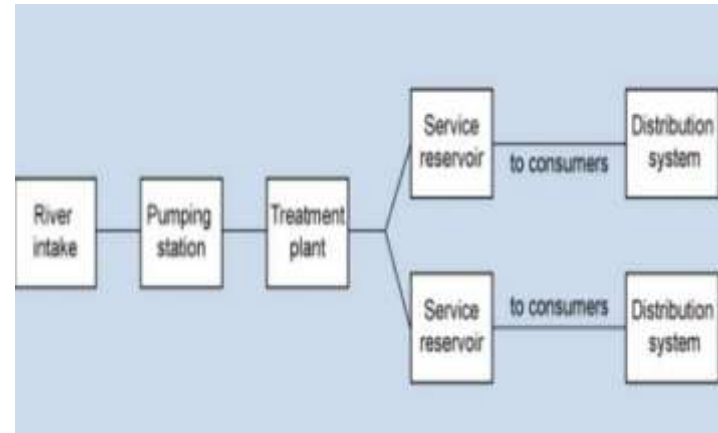 River
intake
Pumping
station
Treatment
plant
Service
reservoir
to consumers
Distribution
system
Service
reservoir
to consumers
Distribution
system